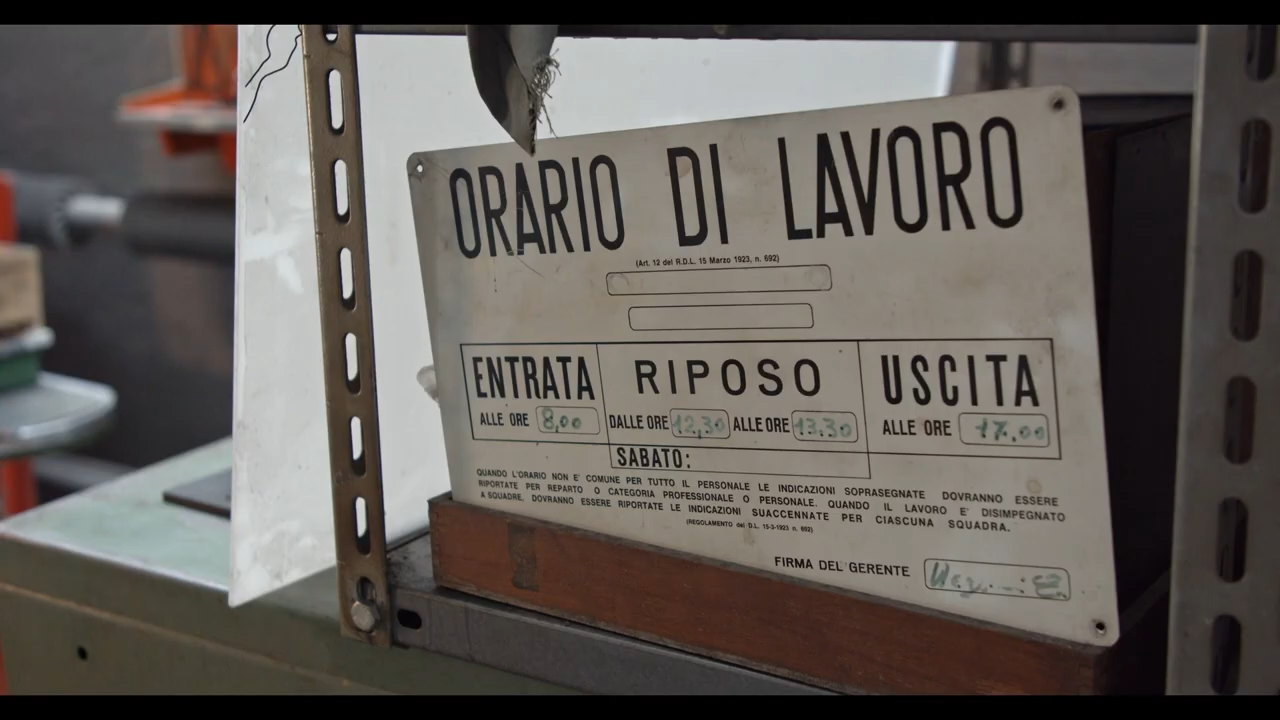 ORARIO DI LAVORO
(Art. 12 del R.D.L. 15 Marzo 1923, n. 692)
ENTRATA
ALLE ORE 8,00
RIPOSO
DALLE ORE 12,30 ALLE ORE 13.30
SABATO:
USCITA
ALLE ORE 17,00
QUANDO L'ORARIO NON E' COMUNE PER TUTTO IL PERSONALE LE INDICAZIONI SOPRASEGNATE DOVRANNO ESSERE
RIPORTATE PER REPARTO O CATEGORIA PROFESSIONALE O PERSONALE. QUANDO IL LAVORO E' DISIMPEGNATO
A SQUADRE, DOVRANNO ESSERE RIPORTATE LE INDICAZIONI SUACCENNATE PER CIASCUNA SQUADRA.
(REGOLAMENTO del D.L. 15-3-1923 n. 692)
FIRMA DEL GERENTE